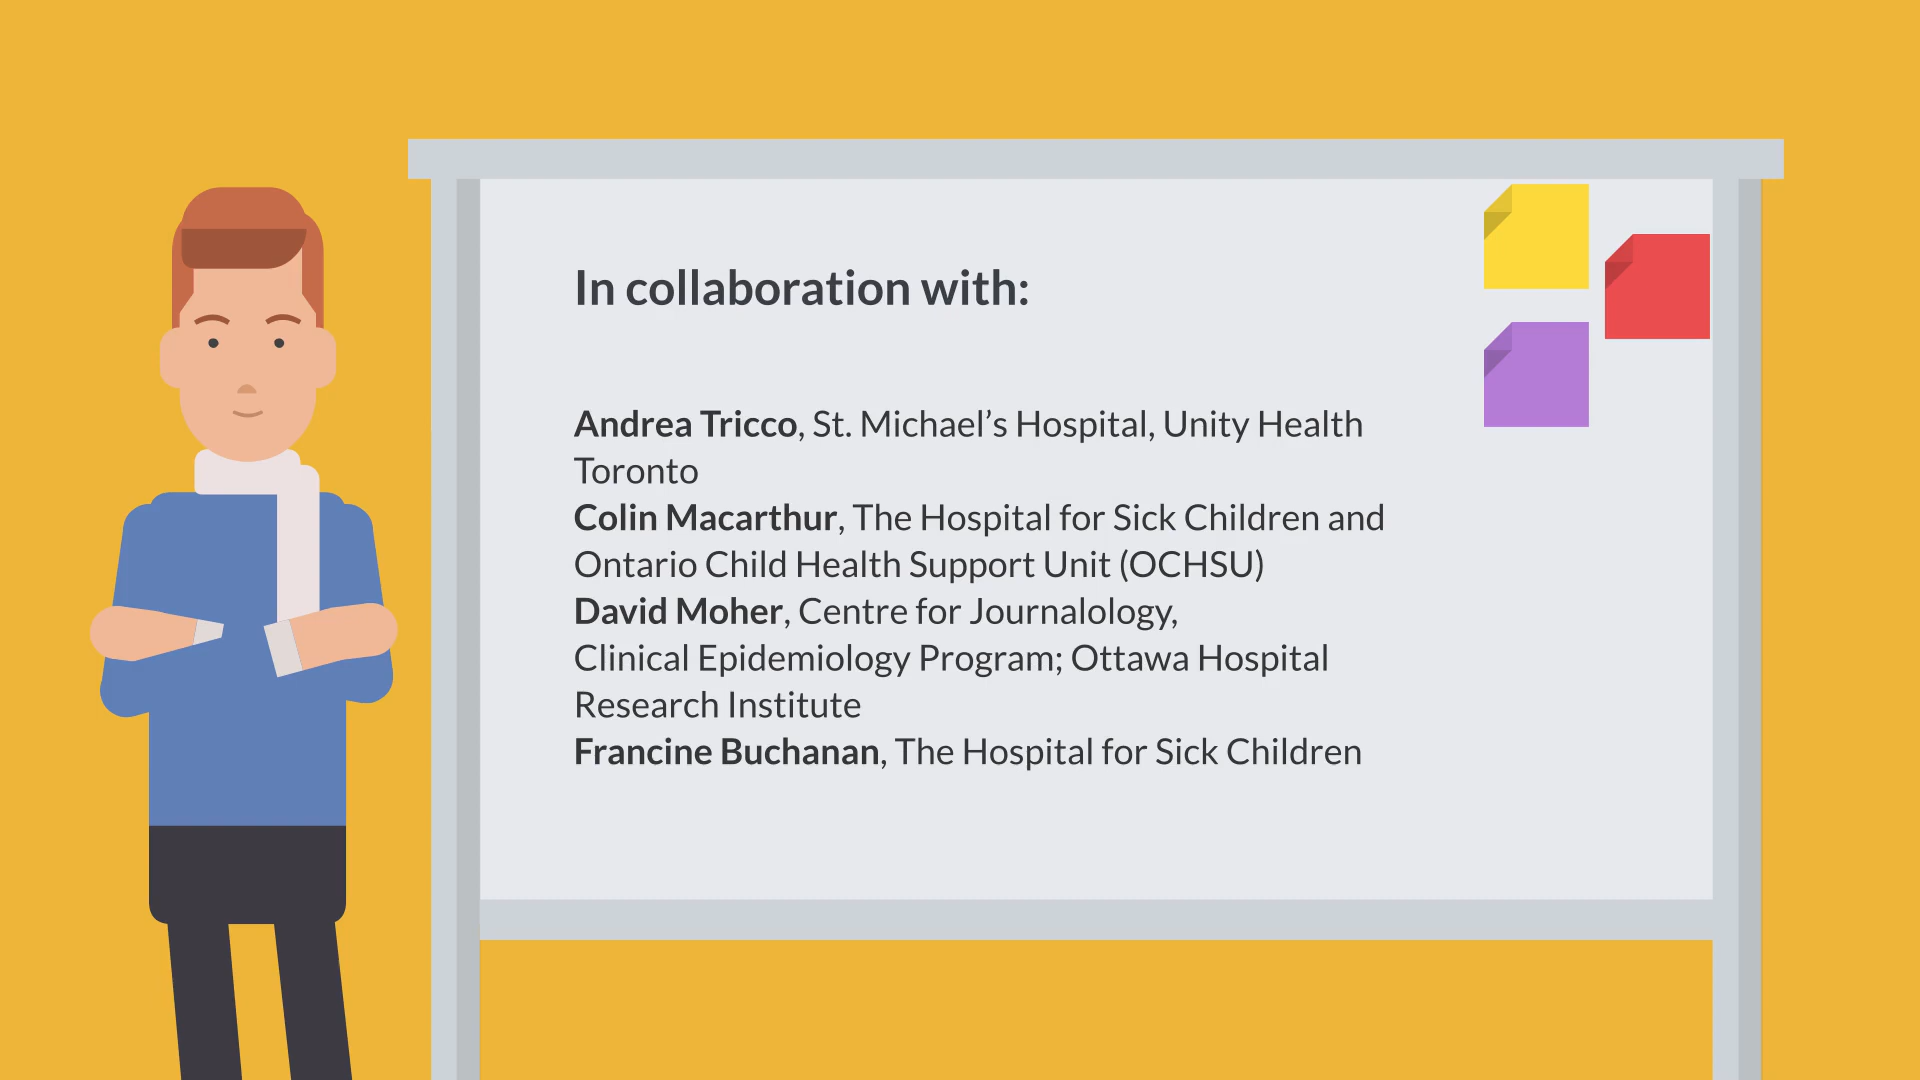 In collaboration with:
Andrea Tricco, St. Michael’s Hospital, Unity Health
Toronto
Colin Macarthur, The Hospital for Sick Children and
Ontario Child Health Support Unit (OCHSU)
David Moher, Centre for Journalology,
Clinical Epidemiology Program; Ottawa Hospital
Research Institute
Francine Buchanan, The Hospital for Sick Children